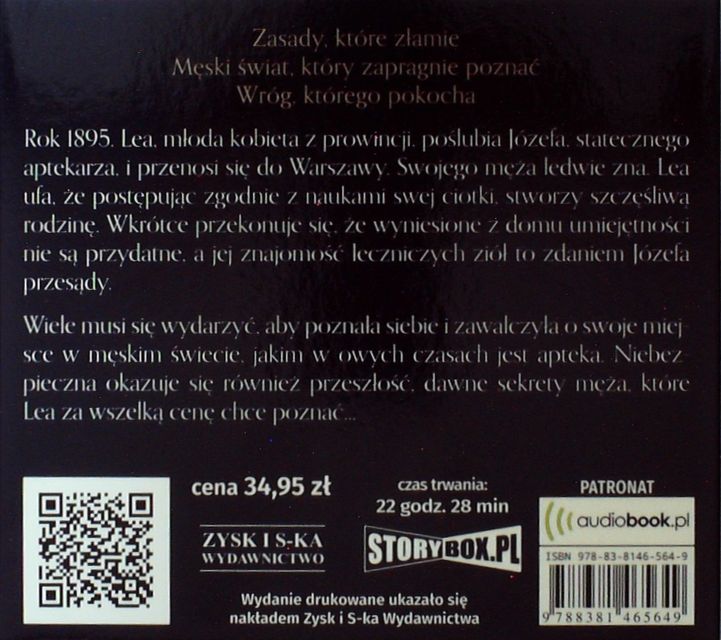 Zasady, które złamie
Męski świat, który zapragnie poznać
Wróg, którego pokocha
Rok 1895. Lea, młoda kobieta z prowincji, poślubia Józefa, statecznego
aptekarza, i przenosi się do Warszawy. Swojego męża ledwie zna. Lea
ufa, że postępując zgodnie z naukami swej ciotki, stworzy szczęśliwą
rodzinę. Wkrótce przekonuje się, że wyniesione z domu umiejętności
nie są przydatne, a jej znajomość leczniczych ziół to zdaniem Józefa
przesądy.
Wiele musi się wydarzyć, aby poznała siebie i zawalczyła o swoje miej-
sce w męskim świecie, jakim w owych czasach jest apteka. Niebez-
pieczna okazuje się również przeszłość, dawne sekrety męża, które
Lea za wszelką cenę chce poznać...
cena 34,95 zł
ZYSK I S-KA
WYDAWNICTWO
czas trwania:
22 godz. 28 min
STORYBOX.PL
Wydanie drukowane ukazało się
nakładem Zysk i S-ka Wydawnictwa
PATRONAT
audiobook.pl
ISBN 978-83-8146-564-9
9 788381 465649